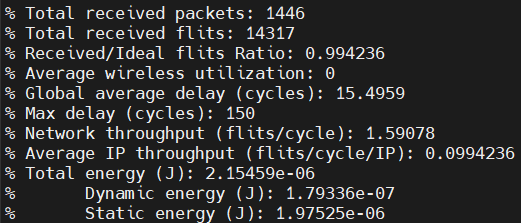 % Total received packets: 1446
% Total received flits: 14317
% Received/Ideal flits Ratio: 0.994236
% Average wireless utilization: 0
% Global average delay (cycles): 15.4959
% Max delay (cycles): 150
% Network throughput (flits/cycle): 1.59078
% Average IP throughput (flits/cycle/IP): 0.0994236
% Total energy (J): 2.15459e-06
%       Dynamic energy (J): 1.79336e-07
%       Static energy (J): 1.97525e-06